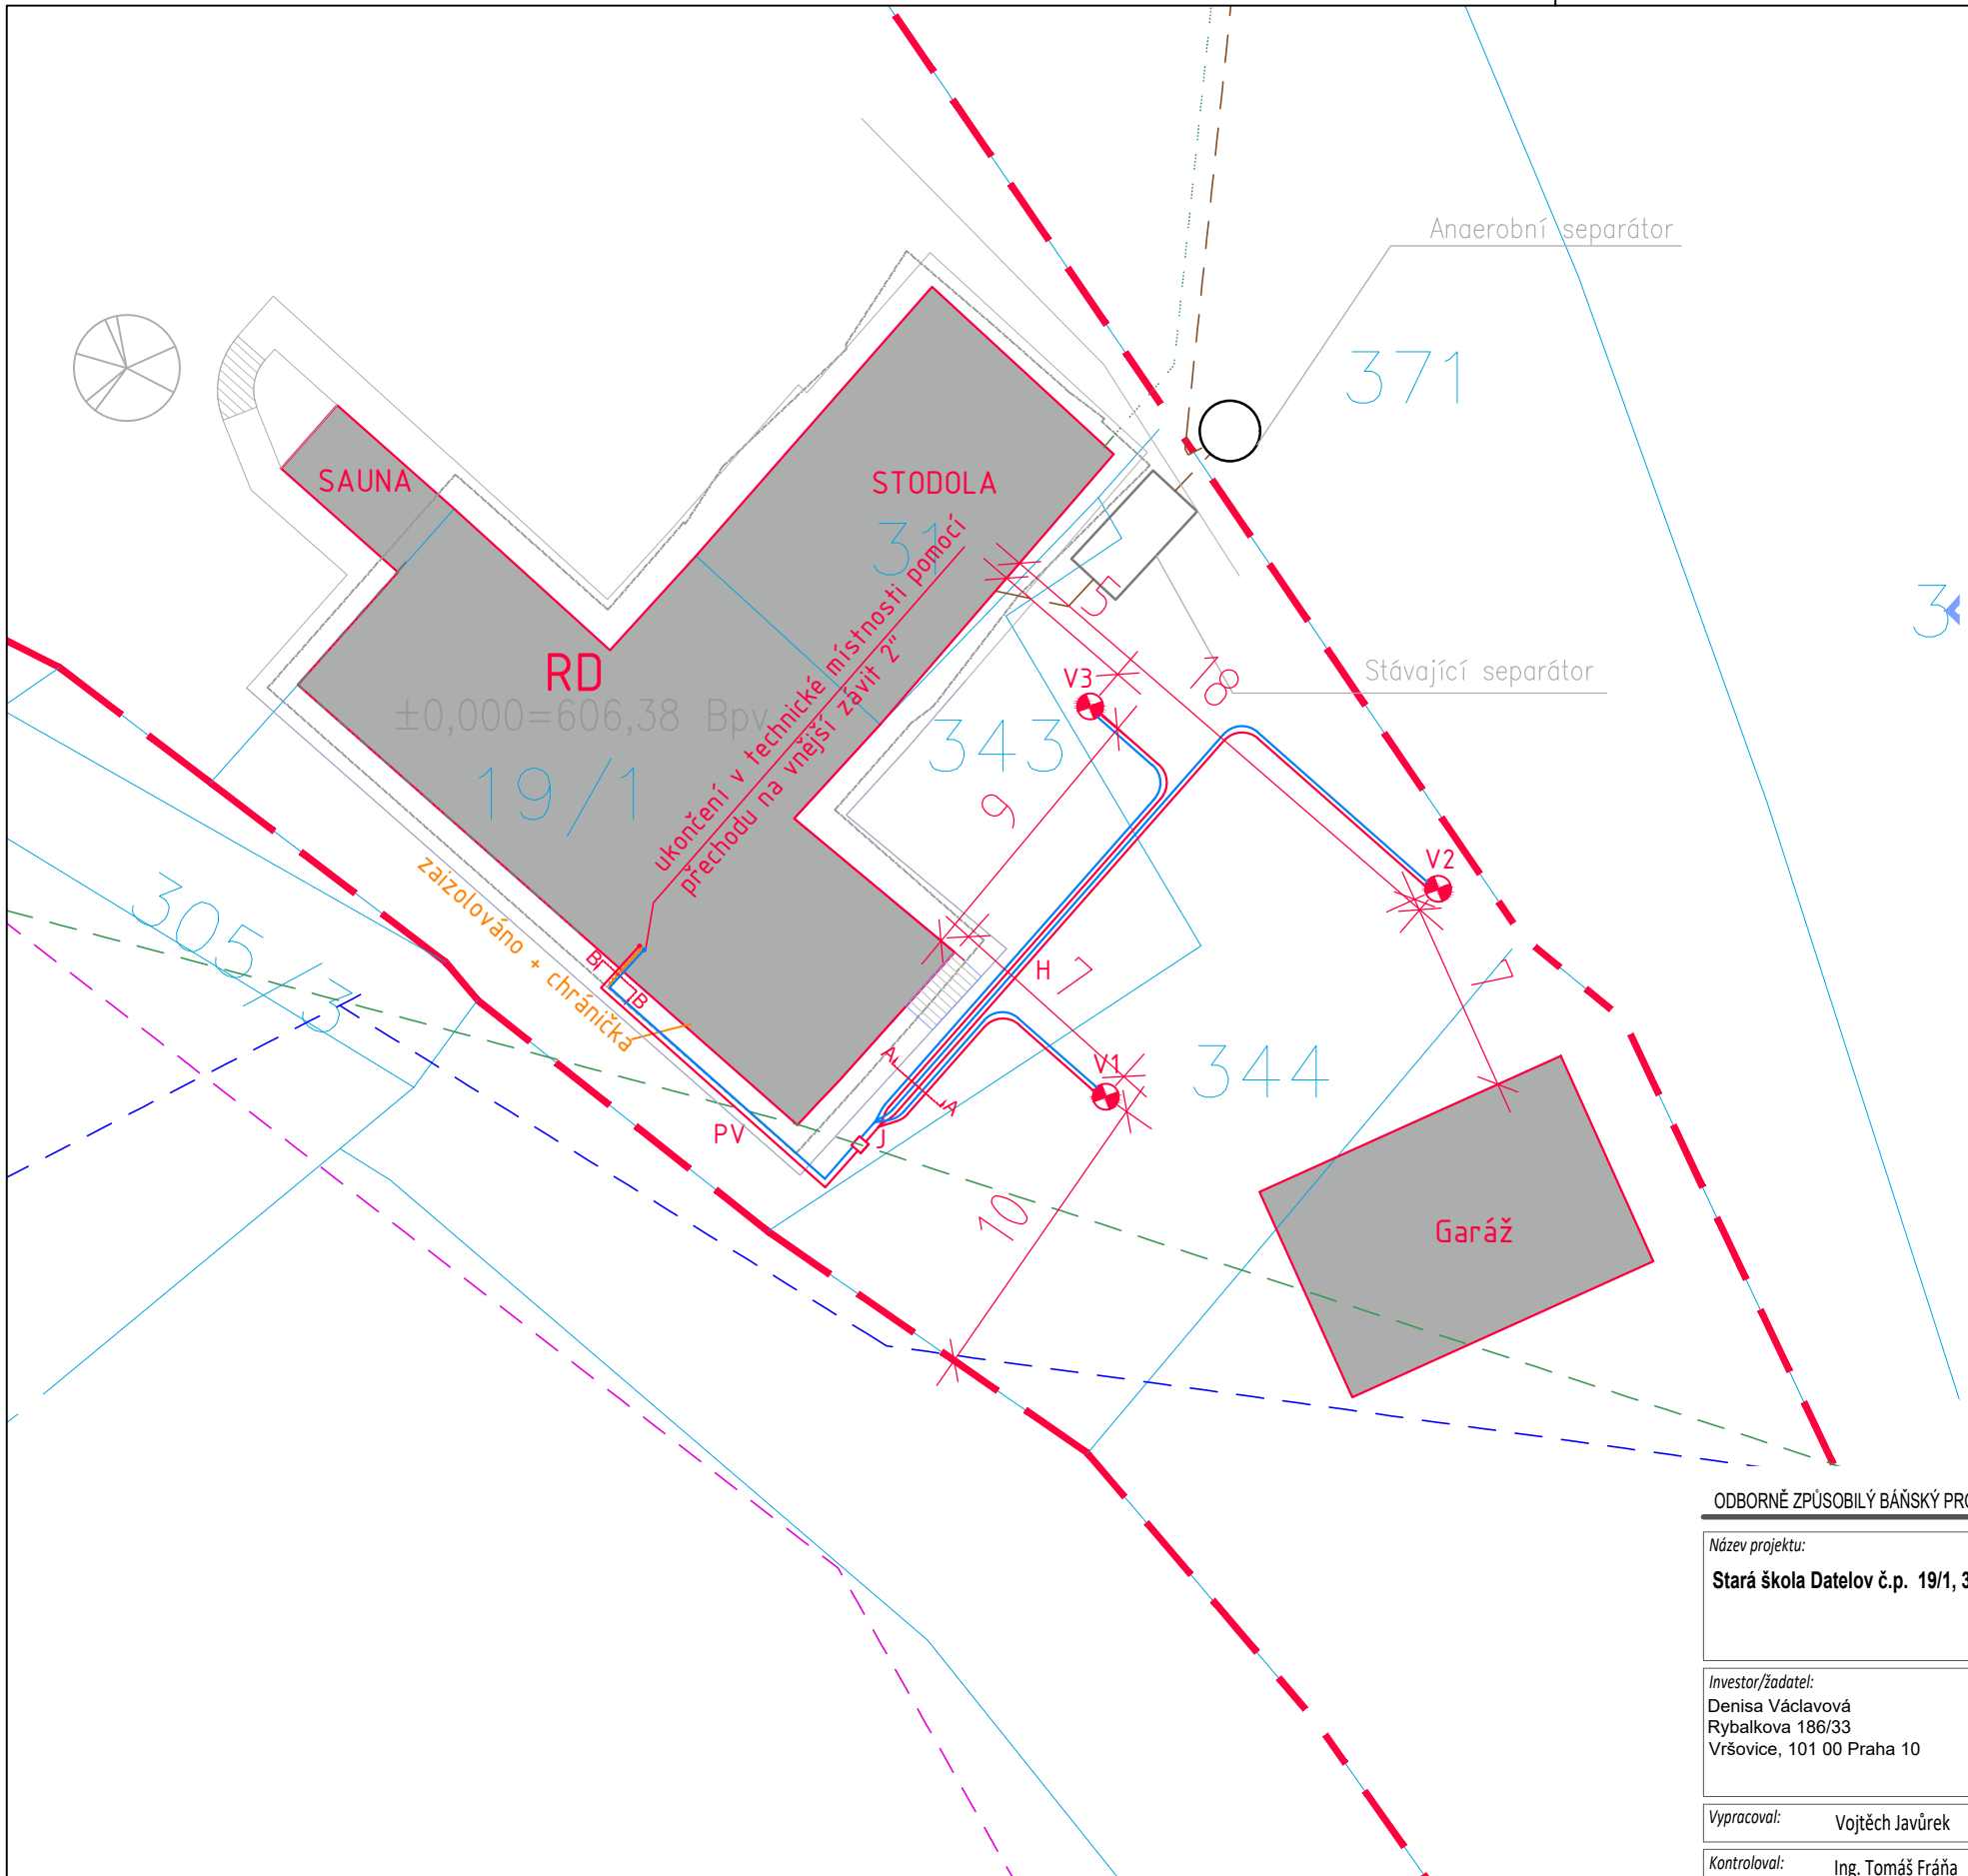 Anaerobní separátor
371
SAUNA
STODOLA
31
ukončení v technické místnosti pomocí
přechodu na vnější závit 2"
5
3
RD
±0,000=606,38 Bpv
Stávající separátor
V3
18
343
19/1
9
V2
zaizolováno + chránička
305/3
B
B
H
7
7
A
A
V1
344
PV
J
10
Garáž
ODBORNĚ ZPŮSOBILÝ BÁŇSKÝ
Název projektu:
Stará škola Datelov č.p. 19/1, 3
Investor/žadatel:
Denisa Václavová
Rybalkova 186/33
Vršovice, 101 00 Praha 10
Vypracoval: Vojtěch Javůrek
Kontroloval: Ing. Tomáš Fráňa